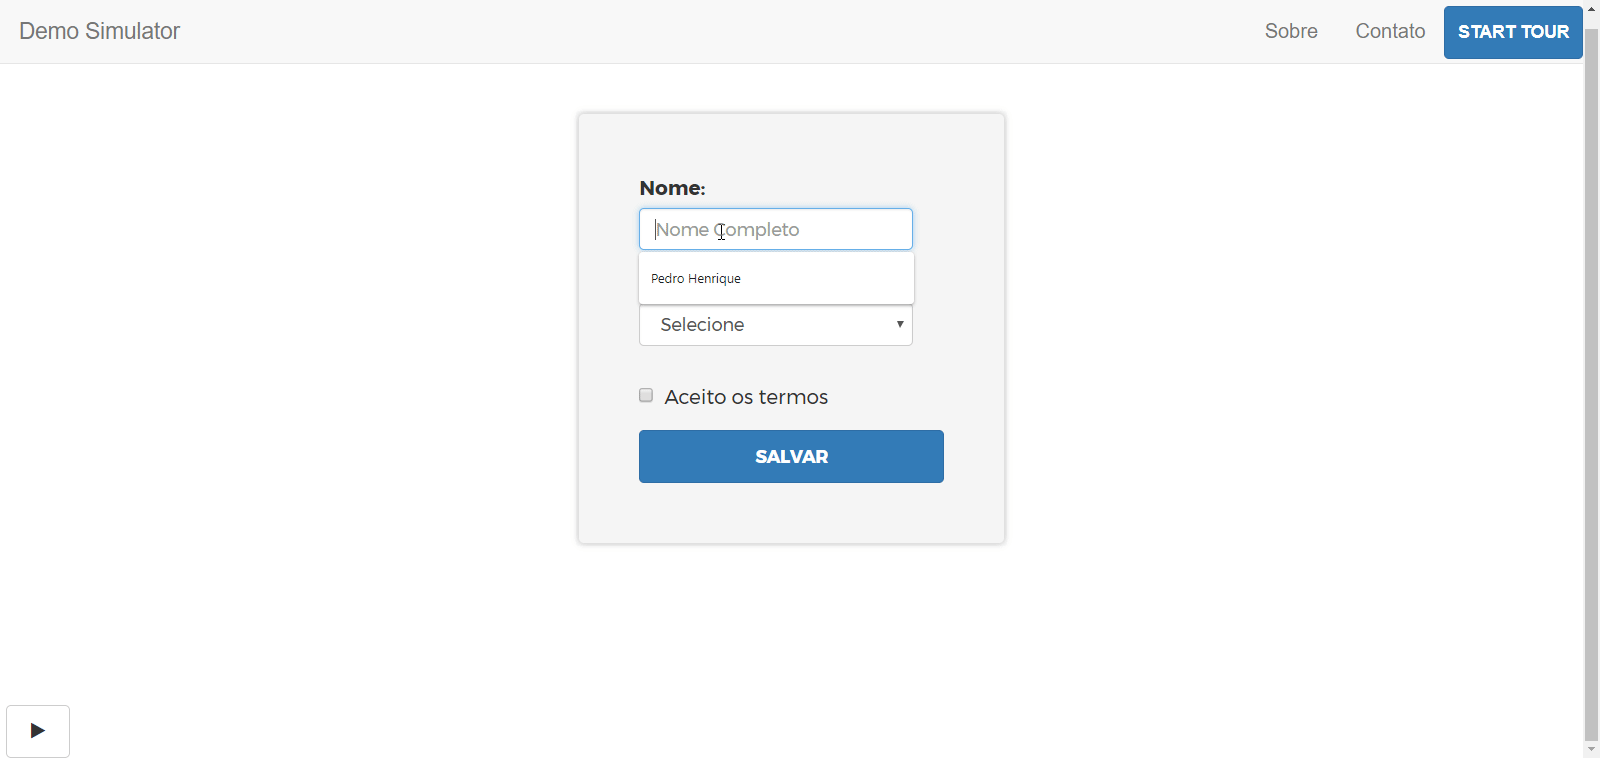 Demo Simulator
Sobre
Contato
START TOUR
Nome:
Nome Completo
Pedro Henrique
Selecione
Aceito os termos
SALVAR